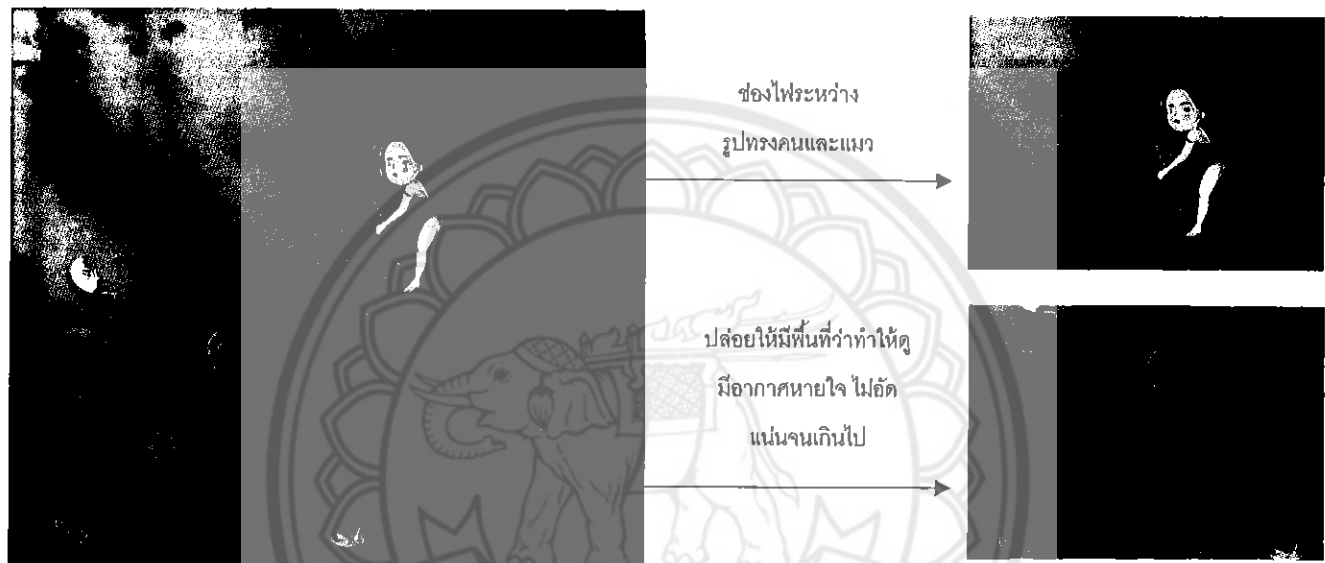 ช่องไฟระหว่าง
รูปทรงคนและแมว
ปล่อยให้มีพื้นที่ว่าทำให้ดู
มีอากาศหายใจ ไม่อัด
แน่นจนเกินไป